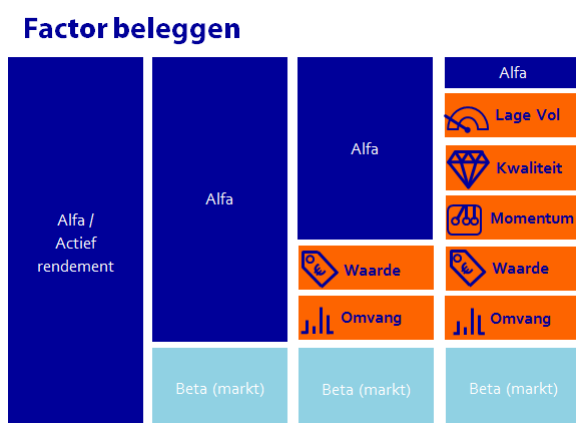 Factor beleggen
Alfa /
Actief
rendement
Alfa
Beta (markt)
Alfa
€ Waarde
Omvang
Beta (markt)
Alfa
Lage Vol
Kwaliteit
Momentum
€ Waarde
Omvang
Beta (markt)